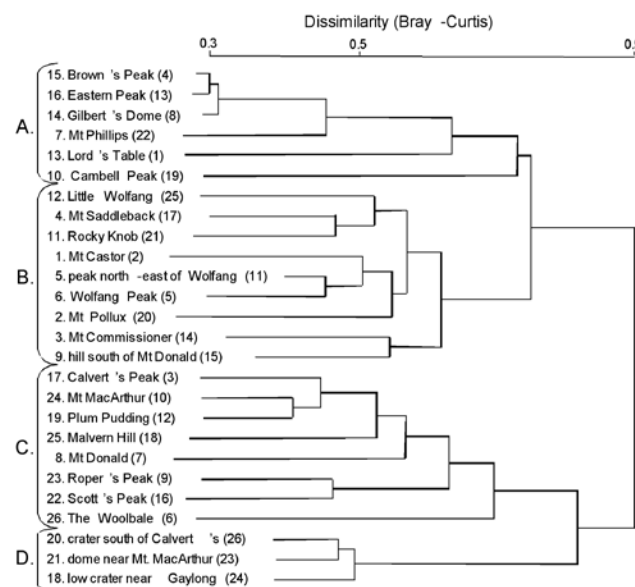 Dissimilarity (Bray -Curtis)
0.3 0.5
A.
15. Brown 's Peak (4)
16. Eastern Peak (13)
14. Gilbert's Dome (8)
7. Mt Phillips (22)
13. Lord 's Table (1)
10. Cambell Peak (19)
B.
12. Little Wolfang (25)
4. Mt Saddleback (17)
11. Rocky Knob (21)
1. Mt Castor (2)
5. peak north -east of Wolfang (11)
6. Wolfang Peak (5)
2. Mt Pollux (20)
3. Mt Commissioner (14)
9. hill south of Mt Donald (15)
C.
17. Calvert 's Peak (3)
24. Mt MacArthur (10)
19. Plum Pudding (12)
25. Malvern Hill (18)
8. Mt Donald (7)
23. Roper 's Peak (9)
22. Scott 's Peak (16)
26. The Woolbale (6)
D.
20. crater south of Calvert 's (26)
21. dome near Mt. MacArthur (23)
18. low crater near Gaylong (24)